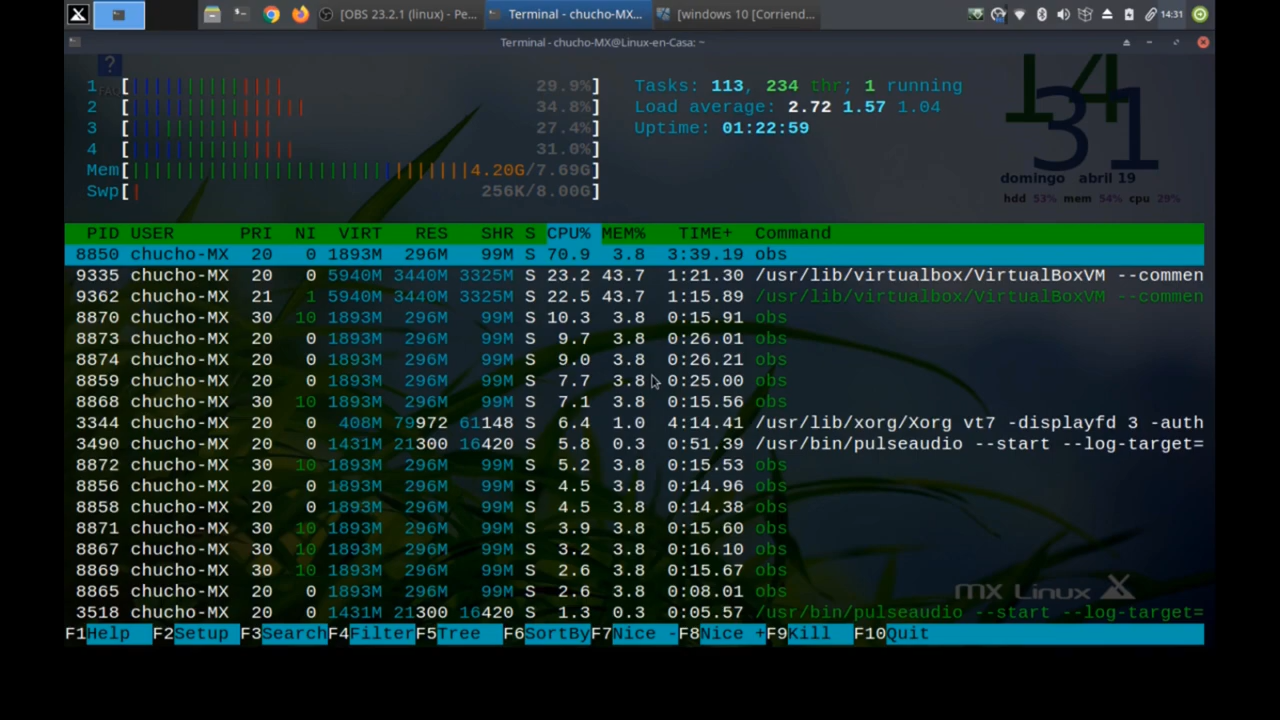 [OBS 23.2.1 (linux) - Pe... Terminal - chucho-MX... [windows 10 [Corriend... 14:31
Terminal - chucho-MX@Linux-en-Casa: ~
1 [ 29.9%] Tasks: 113, 234 thr; 1 running
2 [ 34.8%] Load average: 2.72 1.57 1.04
3 [ 27.4%] Uptime: 01:22:59
4 [ 31.0%]
Mem[ 4.20G/7.69G]
Swp[ 256K/8.00G]
14
31
domingo abril 19
hdd 53% mem 54% cpu 29%
PID USER PRI NI VIRT RES SHR S CPU% MEM% TIME+ Command
8850 chucho-MX 20 0 1893M 296M 99M S 70.9 3.8 3:39.19 obs
9335 chucho-MX 20 0 5940M 3440M 3325M S 23.2 43.7 1:21.30 /usr/lib/virtualbox/VirtualBoxVM --commen
9362 chucho-MX 21 1 5940M 3440M 3325M S 22.5 43.7 1:15.89 /usr/lib/virtualbox/VirtualBoxVM --commen
8870 chucho-MX 30 10 1893M 296M 99M S 10.3 3.8 0:15.91 obs
8873 chucho-MX 20 0 1893M 296M 99M S 9.7 3.8 0:26.01 obs
8874 chucho-MX 20 0 1893M 296M 99M S 9.0 3.8 0:26.21 obs
8859 chucho-MX 20 0 1893M 296M 99M S 7.7 3.8 0:25.00 obs
8868 chucho-MX 30 10 1893M 296M 99M S 7.1 3.8 0:15.56 obs
3344 chucho-MX 20 0 408M 79972 61148 S 6.4 1.0 4:14.41 /usr/lib/xorg/Xorg vt7 -displayfd 3 -auth
3490 chucho-MX 20 0 1431M 21300 16420 S 5.8 0.3 0:51.39 /usr/bin/pulseaudio --start --log-target=
8872 chucho-MX 30 10 1893M 296M 99M S 5.2 3.8 0:15.53 obs
8856 chucho-MX 20 0 1893M 296M 99M S 4.5 3.8 0:14.96 obs
8858 chucho-MX 20 0 1893M 296M 99M S 4.5 3.8 0:14.38 obs
8871 chucho-MX 30 10 1893M 296M 99M S 3.9 3.8 0:15.60 obs
8867 chucho-MX 30 10 1893M 296M 99M S 3.2 3.8 0:16.10 obs
8869 chucho-MX 30 10 1893M 296M 99M S 2.6 3.8 0:15.67 obs
8865 chucho-MX 20 0 1893M 296M 99M S 2.6 3.8 0:08.01 obs
3518 chucho-MX 20 0 1431M 21300 16420 S 1.3 0.3 0:05.57 /usr/bin/pulseaudio --start --log-target=
MX Linux
F1Help F2Setup F3SearchF4FilterF5Tree F6SortByF7Nice -F8Nice +F9Kill F10Quit